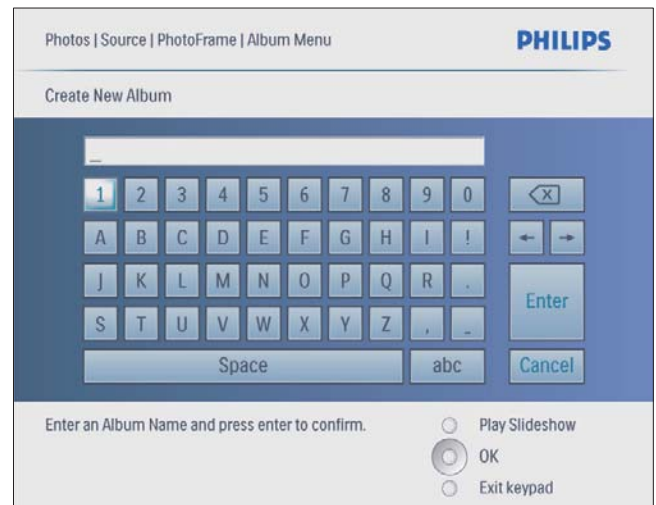 Photos | Source | PhotoFrame | Album Menu
PHILIPS
Create New Album
_
1 2 3 4 5 6 7 8 9 0
A B C D E F G H I !
J K L M N O P Q R .
Enter
S T U V W X Y Z , _
Space abc Cancel
Enter an Album Name and press enter to confirm.
Play Slideshow
OK
Exit keypad